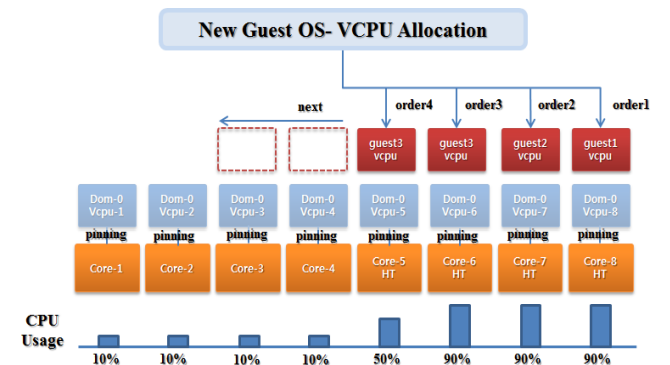 New Guest OS- VCPU Allocation
next
order4
order3
order2
order1
guest3
vcpu
guest3
vcpu
guest2
vcpu
guest1
vcpu
Dom-0
Vcpu-1
Dom-0
Vcpu-2
Dom-0
Vcpu-3
Dom-0
Vcpu-4
Dom-0
Vcpu-5
Dom-0
Vcpu-6
Dom-0
Vcpu-7
Dom-0
Vcpu-8
pinning
pinning
pinning
pinning
pinning
pinning
pinning
pinning
Core-1
Core-2
Core-3
Core-4
Core-5
HT
Core-6
HT
Core-7
HT
Core-8
HT
CPU
Usage
10%
10%
10%
10%
50%
90%
90%
90%